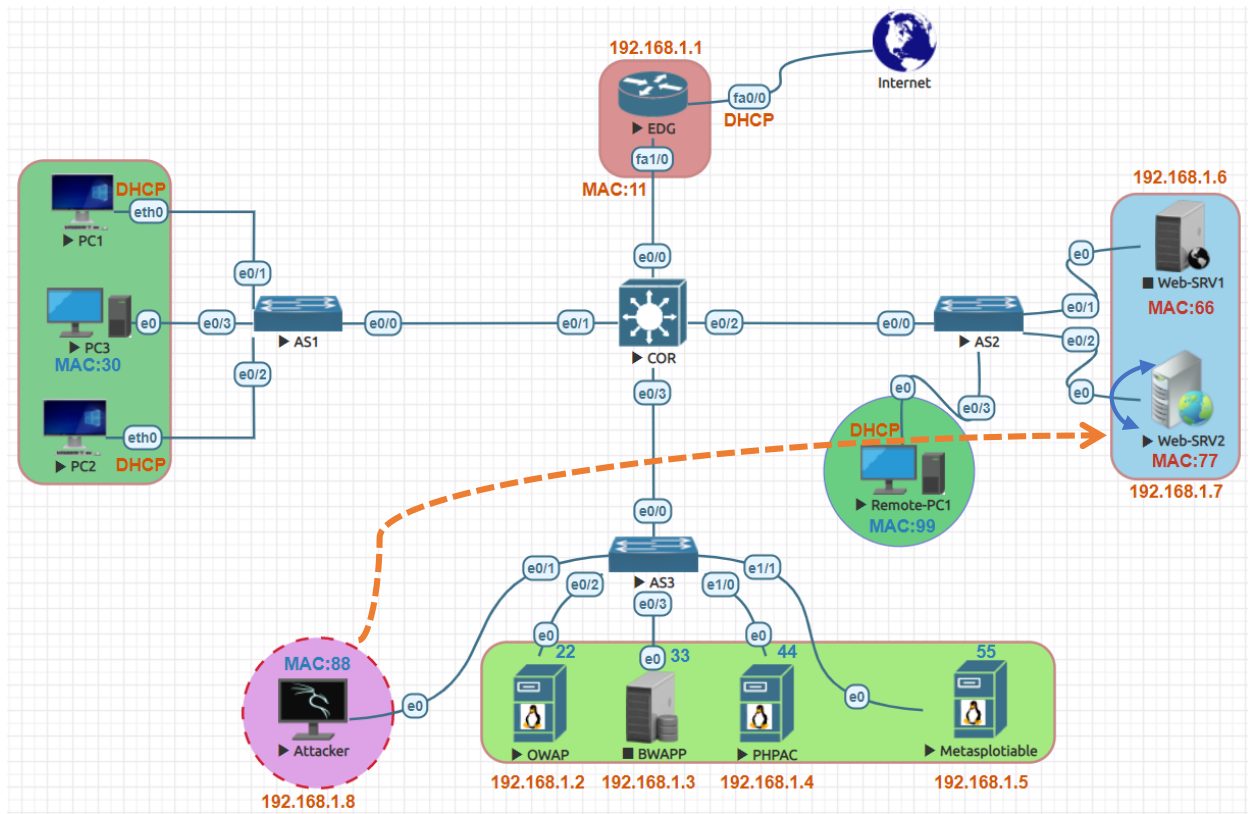 192.168.1.1
Internet
fa0/0
DHCP
EDG
fa1/0
MAC:11
DHCP
eth0
PC1
e0/1
PC3
e0
e0/3
MAC:30
AS1
e0/0
e0/2
PC2
eth0
DHCP
e0/0
e0/1
COR
e0/2
e0/3
e0/0
AS2
e0/1
e0/2
e0/3
192.168.1.6
e0
Web-SRV1
MAC:66
e0
Web-SRV2
MAC:77
192.168.1.7
e0
DHCP
Remote-PC1
MAC:99
e0/0
AS3
e0/1
e0/2
e0/3
e1/0
e1/1
MAC:88
Attacker
e0
192.168.1.8
e0
22
OWAP
192.168.1.2
e0
33
BWAPP
192.168.1.3
e0
44
PHPAC
192.168.1.4
e0
55
Metasplotiable
192.168.1.5